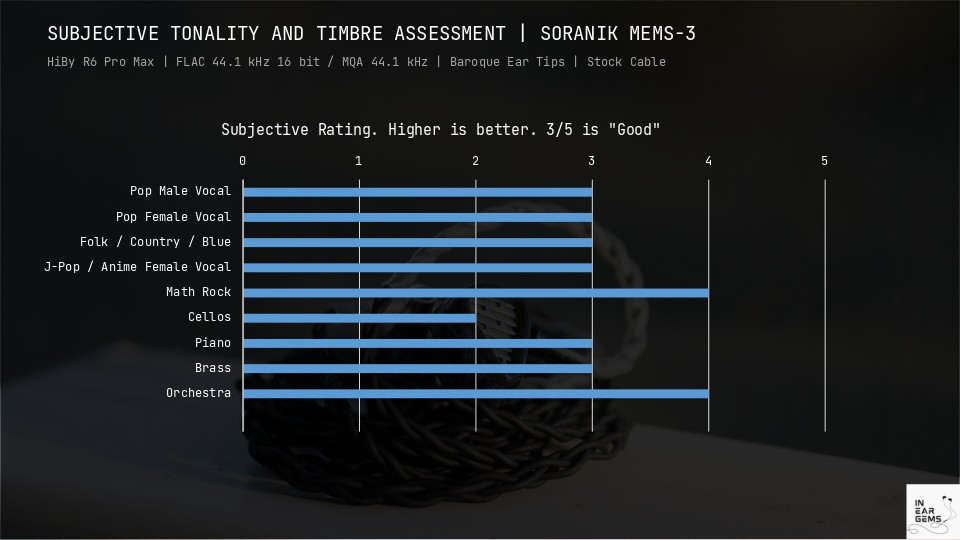 SUBJECTIVE TONALITY AND TIMBRE ASSESSMENT | SORANIK MEMS-3
HiBy R6 Pro Max | FLAC 44.1 kHz 16 bit / MQA 44.1 kHz | Baroque Ear Tips | Stock Cable
Subjective Rating. Higher is better. 3/5 is "Good"
0 1 2 3 4 5
Pop Male Vocal
Pop Female Vocal
Folk / Country / Blue
J-Pop / Anime Female Vocal
Math Rock
Cellos
Piano
Brass
Orchestra
IN
EAR
GEMS